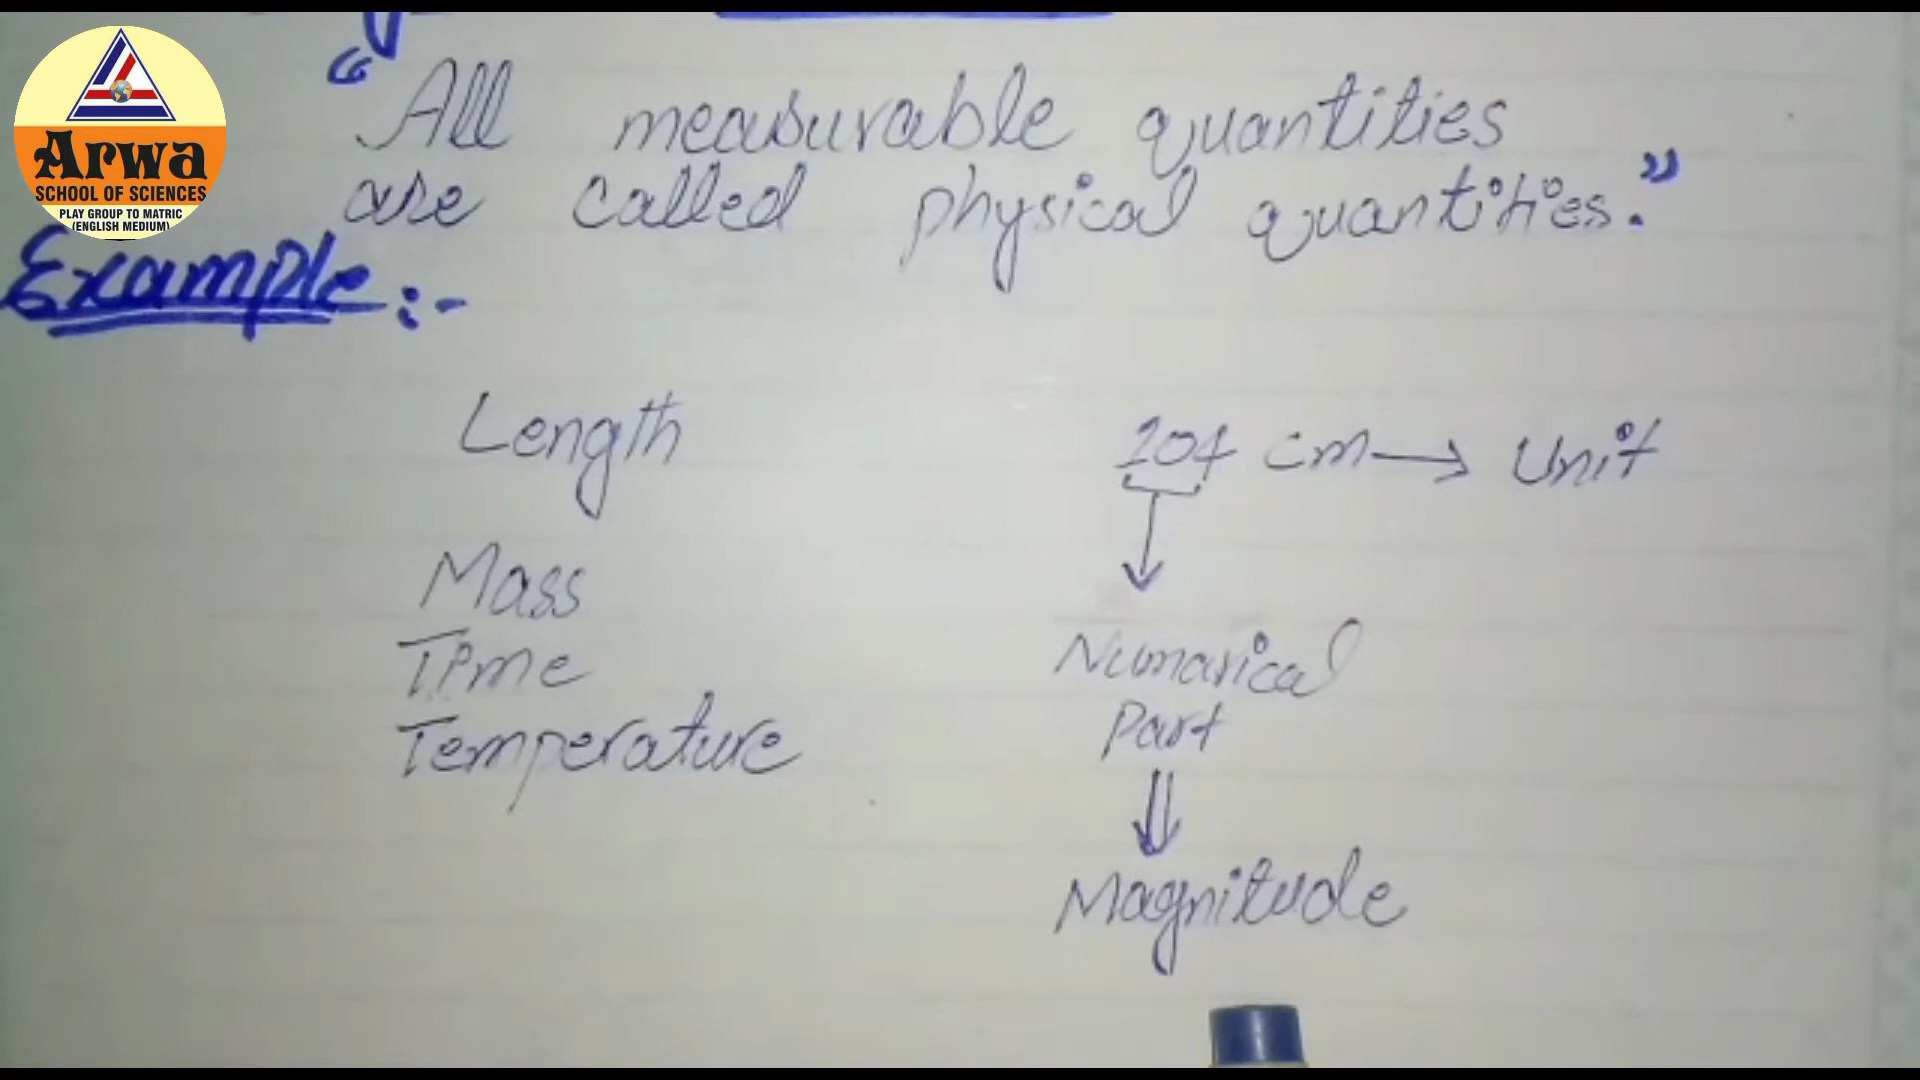 Arwa
SCHOOL OF SCIENCES
PLAY GROUP TO MATRIC
(ENGLISH MEDIUM)
“All measurable quantities
are called physical quantities.”
Example:-
Length
Mass
Time
Temperature
204 cm → Unit
Numarical
Part
Magnitude